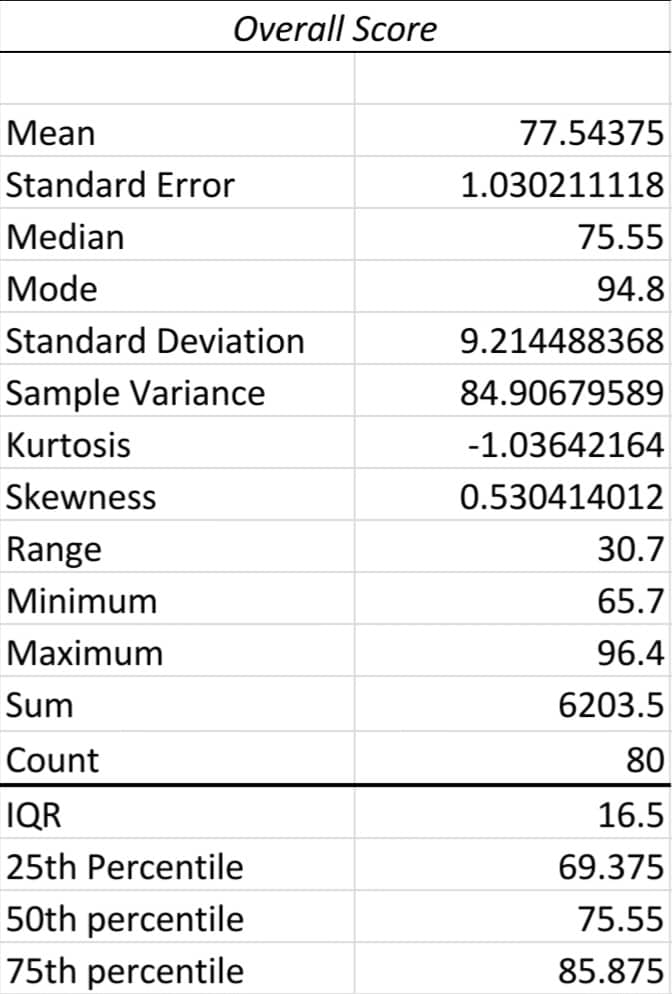 Overall Score
Mean 77.54375
Standard Error 1.030211118
Median 75.55
Mode 94.8
Standard Deviation 9.214488368
Sample Variance 84.90679589
Kurtosis -1.03642164
Skewness 0.530414012
Range 30.7
Minimum 65.7
Maximum 96.4
Sum 6203.5
Count 80
IQR 16.5
25th Percentile 69.375
50th percentile 75.55
75th percentile 85.875